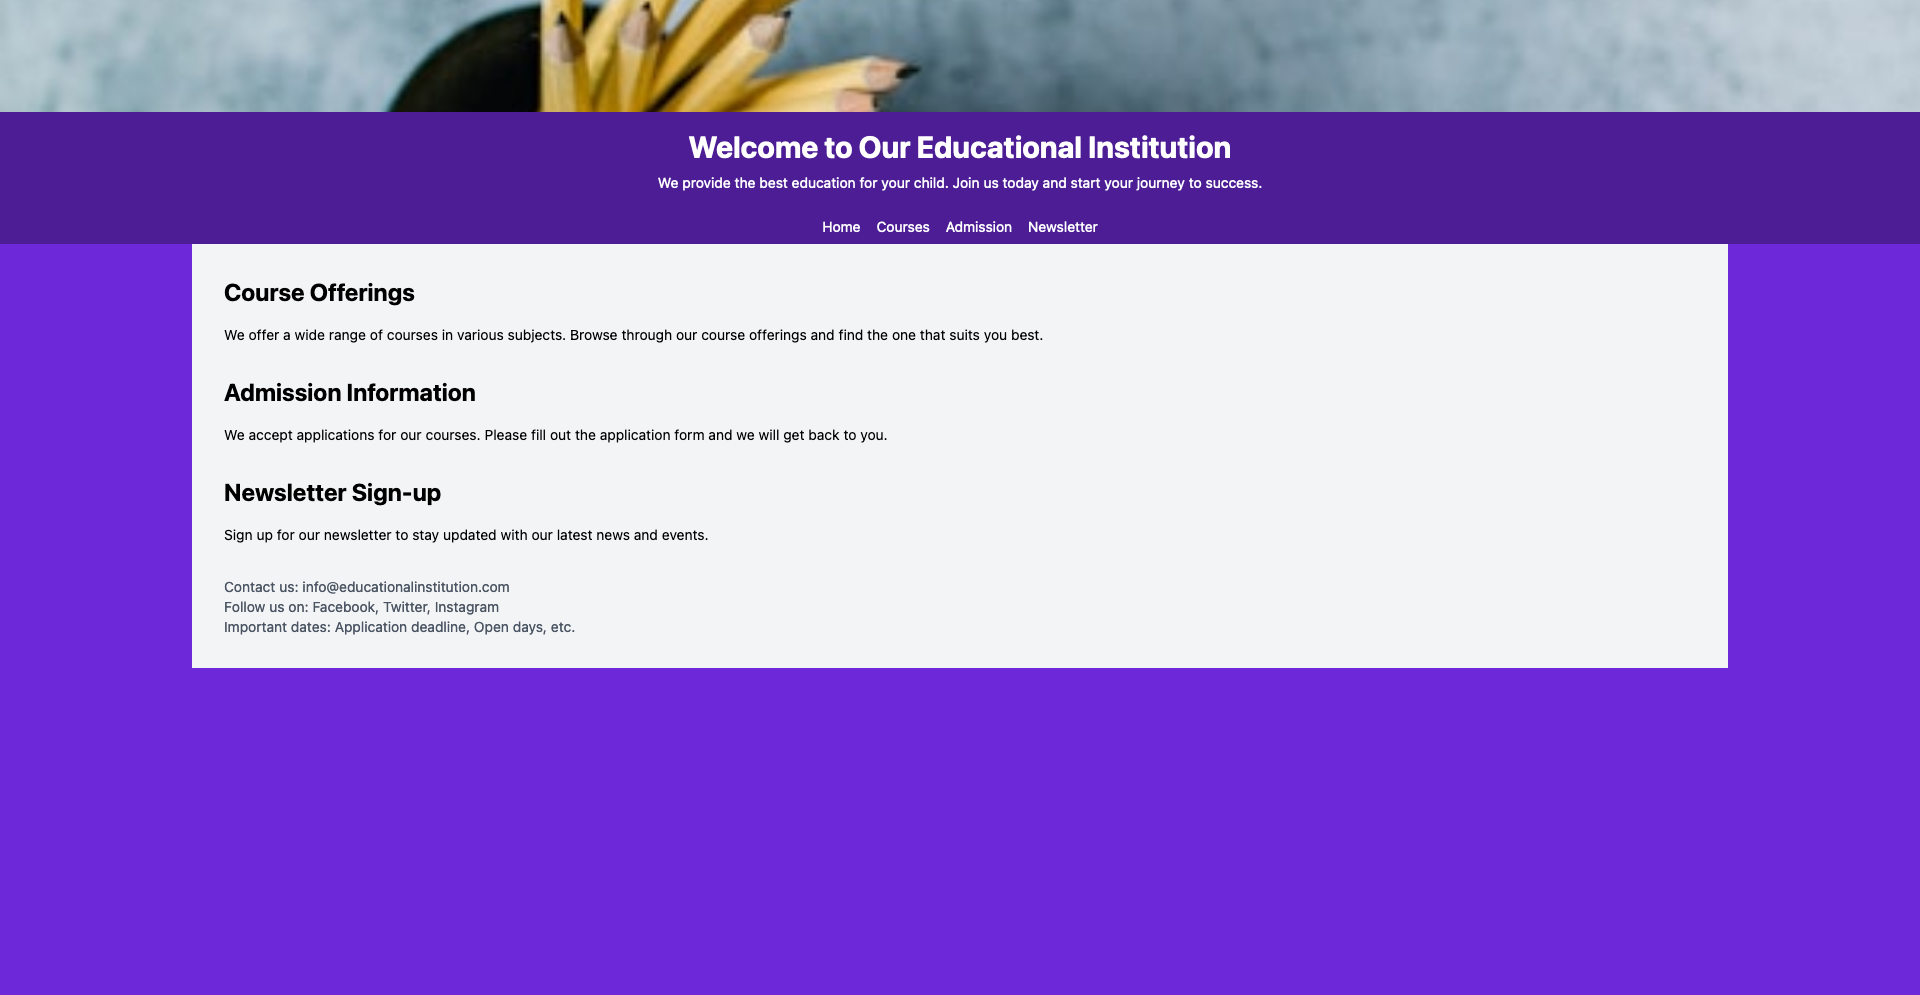 Welcome to Our Educational Institution
We provide the best education for your child. Join us today and start your journey to success.
Home Courses Admission Newsletter
Course Offerings
We offer a wide range of courses in various subjects. Browse through our course offerings and find the one that suits you best.
Admission Information
We accept applications for our courses. Please fill out the application form and we will get back to you.
Newsletter Sign-up
Sign up for our newsletter to stay updated with our latest news and events.
Contact us: info@educationalinstitution.com
Follow us on: Facebook, Twitter, Instagram
Important dates: Application deadline, Open days, etc.